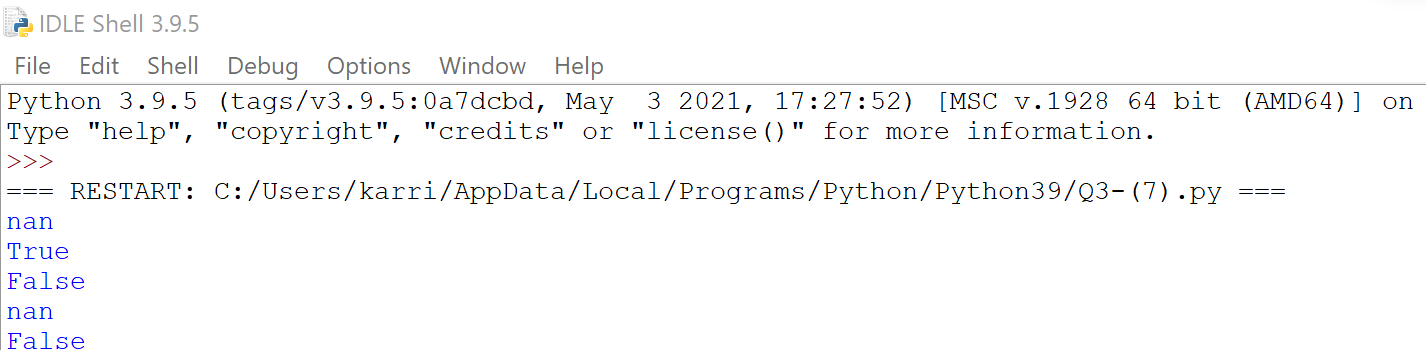 IDLE Shell 3.9.5
File Edit Shell Debug Options Window Help
Python 3.9.5 (tags/v3.9.5:0a7dcbd, May  3 2021, 17:27:52) [MSC v.1928 64 bit (AMD64)] on
Type "help", "copyright", "credits" or "license()" for more information.
>>>
=== RESTART: C:/Users/karri/AppData/Local/Programs/Python/Python39/Q3-(7).py ===
nan
True
False
nan
False